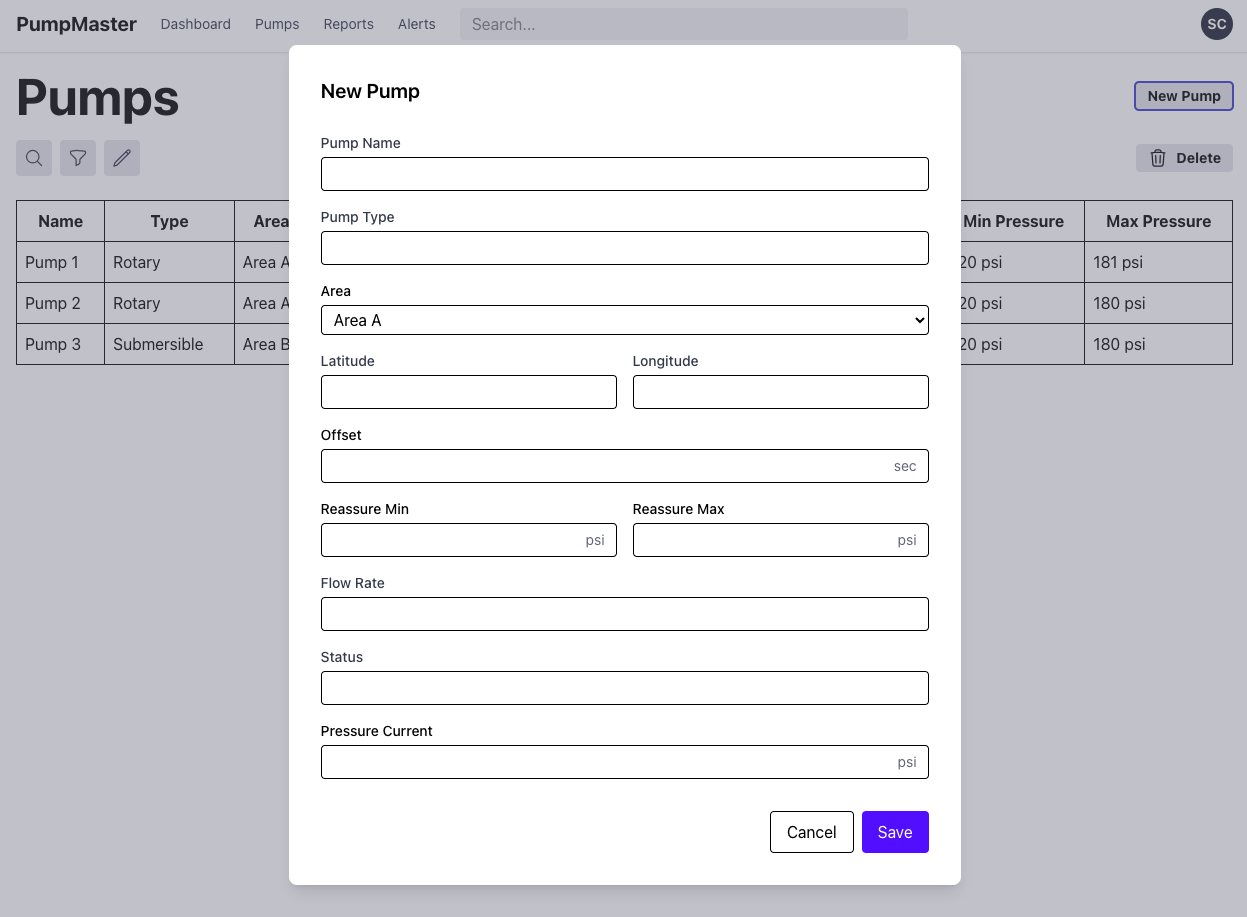 PumpMaster Dashboard Pumps Reports Alerts Search... SC
Pumps
New Pump
Delete
Name Type Area Min Pressure Max Pressure
Pump 1 Rotary Area A 20 psi 181 psi
Pump 2 Rotary Area A 20 psi 180 psi
Pump 3 Submersible Area B 20 psi 180 psi
New Pump
Pump Name
Pump Type
Area
Area A
Latitude Longitude
Offset
sec
Reassure Min Reassure Max
psi psi
Flow Rate
Status
Pressure Current
psi
Cancel Save